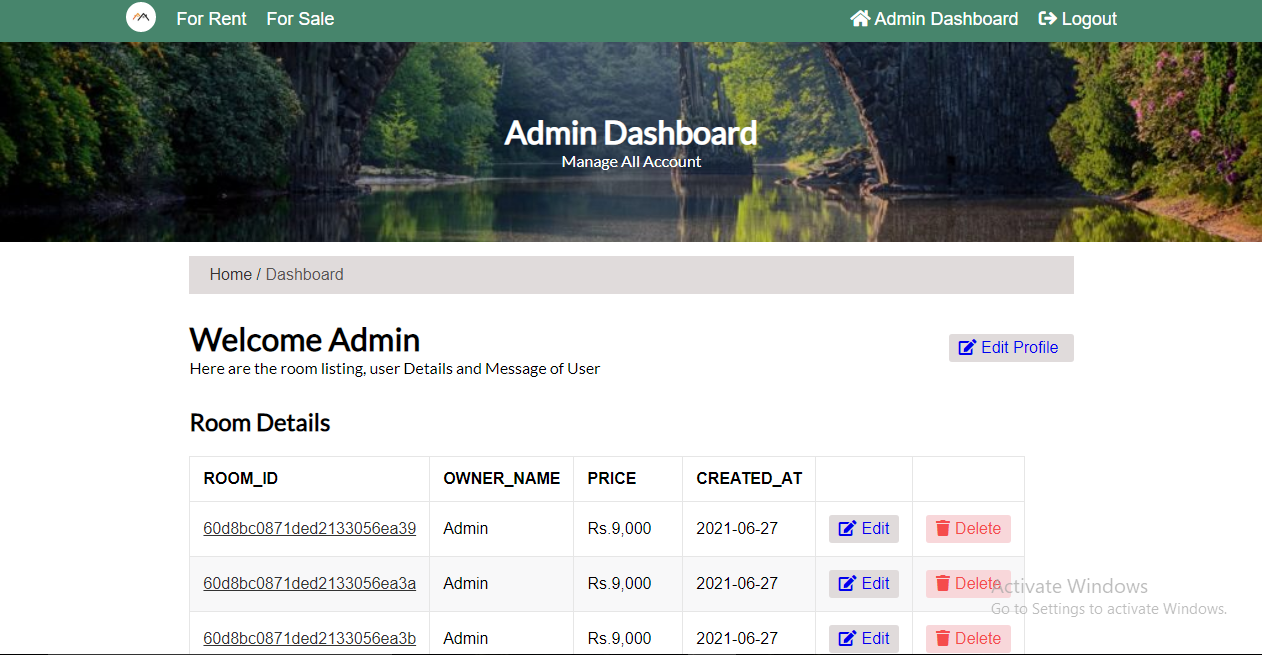 For Rent For Sale Admin Dashboard Logout
Admin Dashboard
Manage All Account
Home / Dashboard
Welcome Admin
Edit Profile
Here are the room listing, user Details and Message of User
Room Details
ROOM_ID OWNER_NAME PRICE CREATED_AT
60d8bc0871ded2133056ea39 Admin Rs.9,000 2021-06-27 Edit Delete
60d8bc0871ded2133056ea3a Admin Rs.9,000 2021-06-27 Edit Delete
Activate Windows
Go to Settings to activate Windows.
60d8bc0871ded2133056ea3b Admin Rs.9,000 2021-06-27 Edit Delete